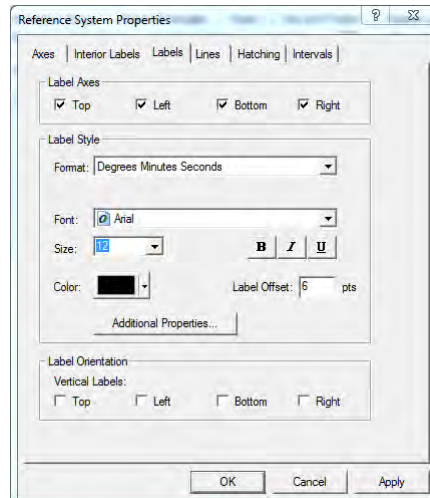 Reference System Properties ? X
Axes Interior Labels Labels Lines Hatching Intervals
Label Axes
Top Left Bottom Right
Label Style
Format: Degrees Minutes Seconds
Font: O Arial
Size: 12 B I U
Color: Label Offset: 6 pts
Additional Properties...
Label Orientation
Vertical Labels:
Top Left Bottom Right
OK Cancel Apply